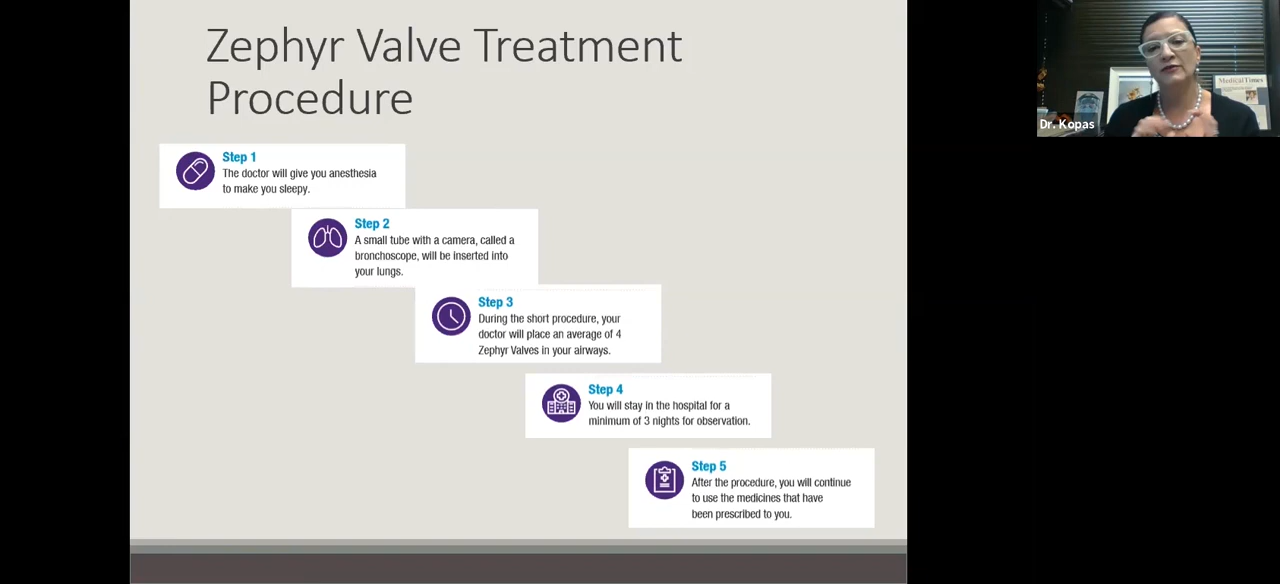 Zephyr Valve Treatment
Procedure
Step 1
The doctor will give you anesthesia
to make you sleepy.
Step 2
A small tube with a camera, called a
bronchoscope, will be inserted into
your lungs.
Step 3
During the short procedure, your
doctor will place an average of 4
Zephyr Valves in your airways.
Step 4
You will stay in the hospital for a
minimum of 3 nights for observation.
Step 5
After the procedure, you will continue
to use the medicines that have
been prescribed to you.
Medical Times
Dr. Kopas